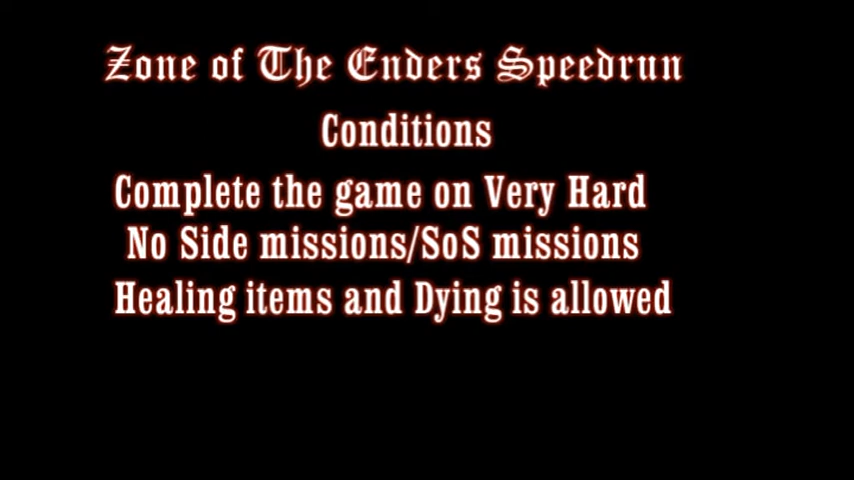 Zone of The Enders Speedrun
Conditions
Complete the game on Very Hard
No Side missions/SoS missions
Healing items and Dying is allowed